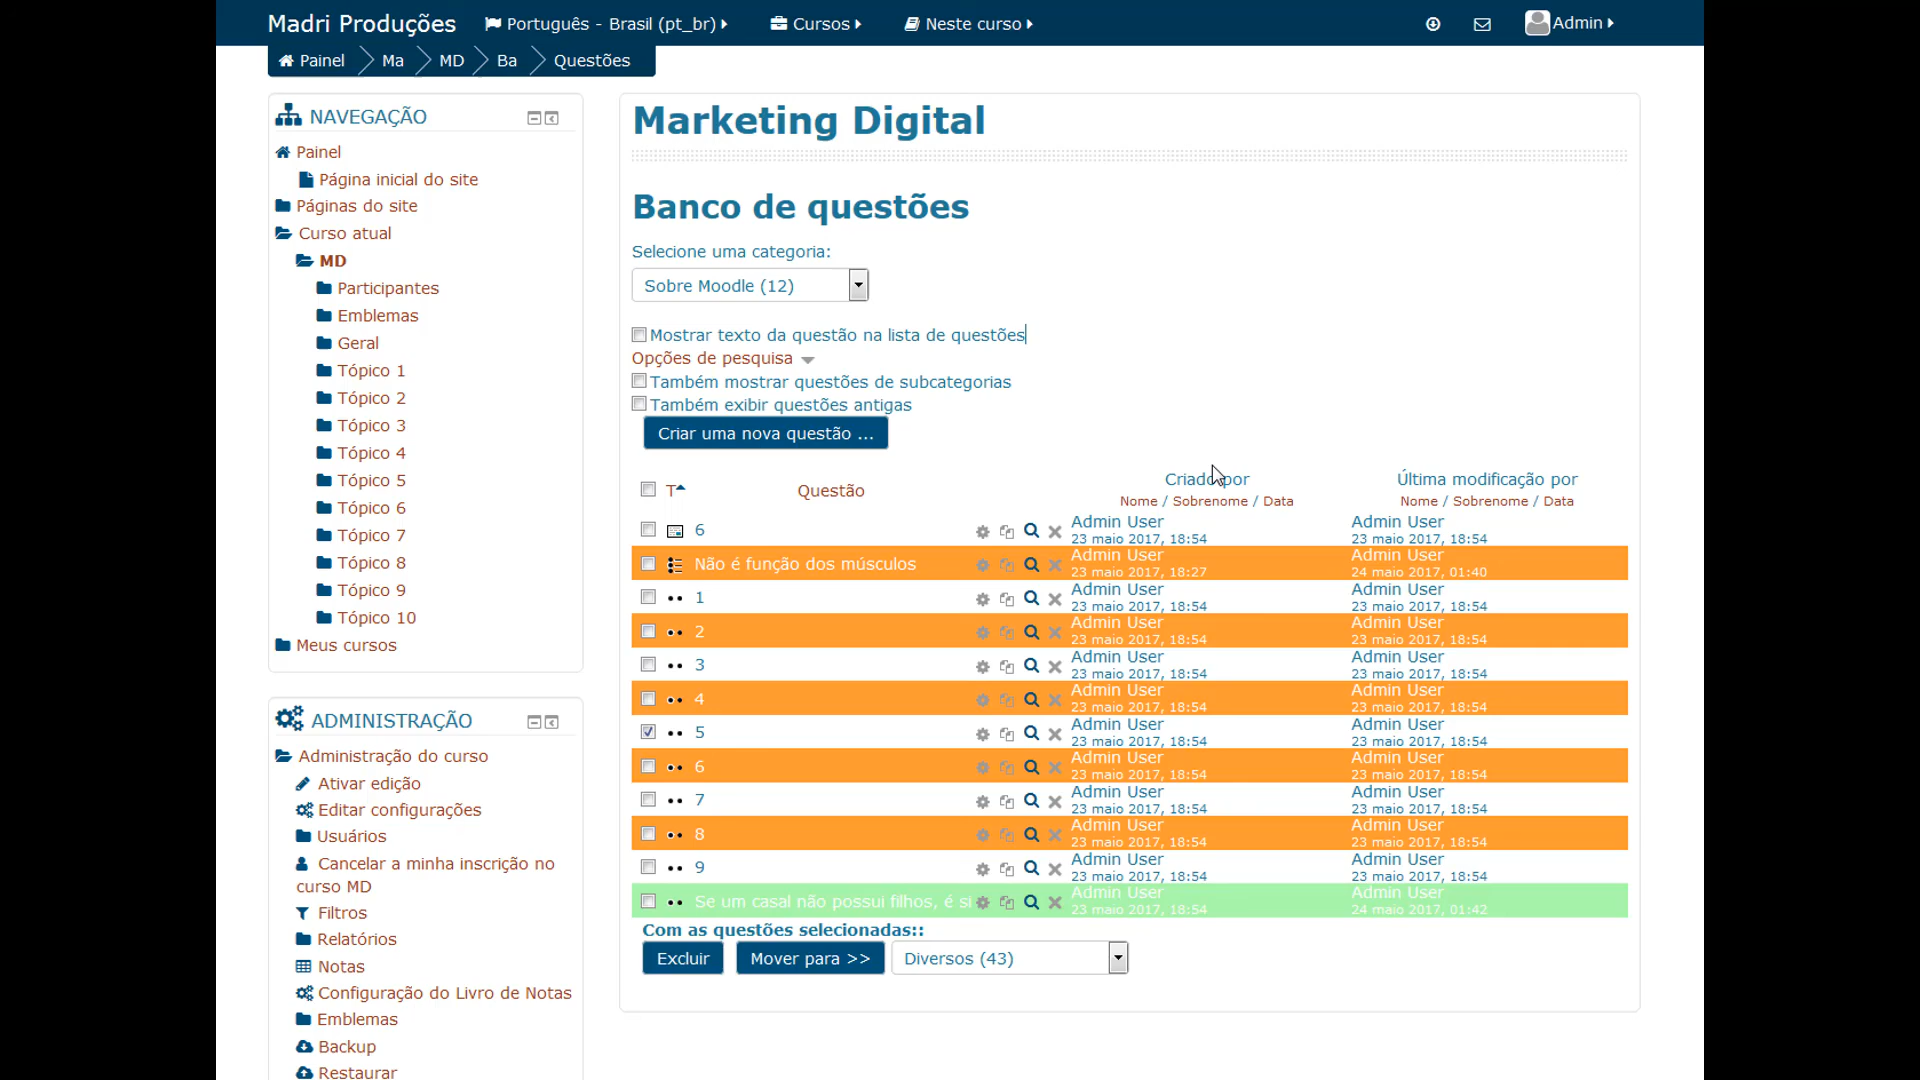 Madri Produções Português - Brasil (pt_br) Cursos Neste curso Admin
Painel Ma MD Ba Questões
NAVEGAÇÃO
Painel
Página inicial do site
Páginas do site
Curso atual
MD
Participantes
Emblemas
Geral
Tópico 1
Tópico 2
Tópico 3
Tópico 4
Tópico 5
Tópico 6
Tópico 7
Tópico 8
Tópico 9
Tópico 10
Meus cursos
ADMINISTRAÇÃO
Administração do curso
Ativar edição
Editar configurações
Usuários
Cancelar a minha inscrição no
curso MD
Filtros
Relatórios
Notas
Configuração do Livro de Notas
Emblemas
Backup
Restaurar
Marketing Digital
Banco de questões
Selecione uma categoria:
Sobre Moodle (12)
Mostrar texto da questão na lista de questões
Opções de pesquisa
Também mostrar questões de subcategorias
Também exibir questões antigas
Criar uma nova questão ...
T Questão Criado por Última modificação por
Nome / Sobrenome / Data Nome / Sobrenome / Data
6 Admin User Admin User
23 maio 2017, 18:54 23 maio 2017, 18:54
Não é função dos músculos Admin User Admin User
23 maio 2017, 18:27 24 maio 2017, 01:40
1 Admin User Admin User
23 maio 2017, 18:54 23 maio 2017, 18:54
2 Admin User Admin User
23 maio 2017, 18:54 23 maio 2017, 18:54
3 Admin User Admin User
23 maio 2017, 18:54 23 maio 2017, 18:54
4 Admin User Admin User
23 maio 2017, 18:54 23 maio 2017, 18:54
5 Admin User Admin User
23 maio 2017, 18:54 23 maio 2017, 18:54
6 Admin User Admin User
23 maio 2017, 18:54 23 maio 2017, 18:54
7 Admin User Admin User
23 maio 2017, 18:54 23 maio 2017, 18:54
8 Admin User Admin User
23 maio 2017, 18:54 23 maio 2017, 18:54
9 Admin User Admin User
23 maio 2017, 18:54 23 maio 2017, 18:54
Se um casal não possui filhos, é si Admin User Admin User
23 maio 2017, 18:54 24 maio 2017, 01:42
Com as questões selecionadas::
Excluir Mover para >> Diversos (43)